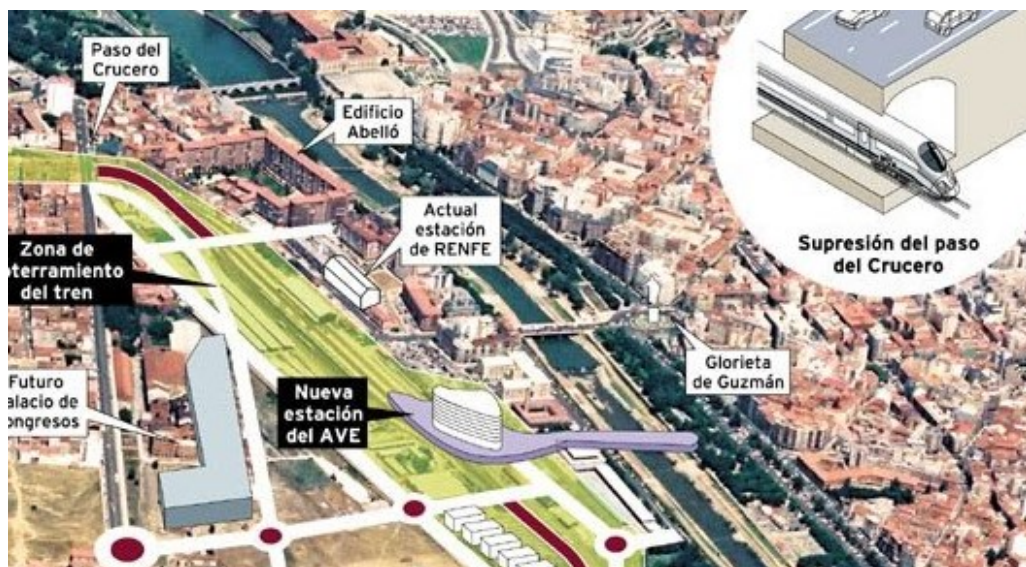 Paso del
Crucero
Edificio
Abelló
Actual
estación
de RENFE
Supresión del paso
del Crucero
Zona de
oterramiento
del tren
Glorieta
de Guzmán
Futuro
alacio de
ongresos
Nueva
estación
del AVE